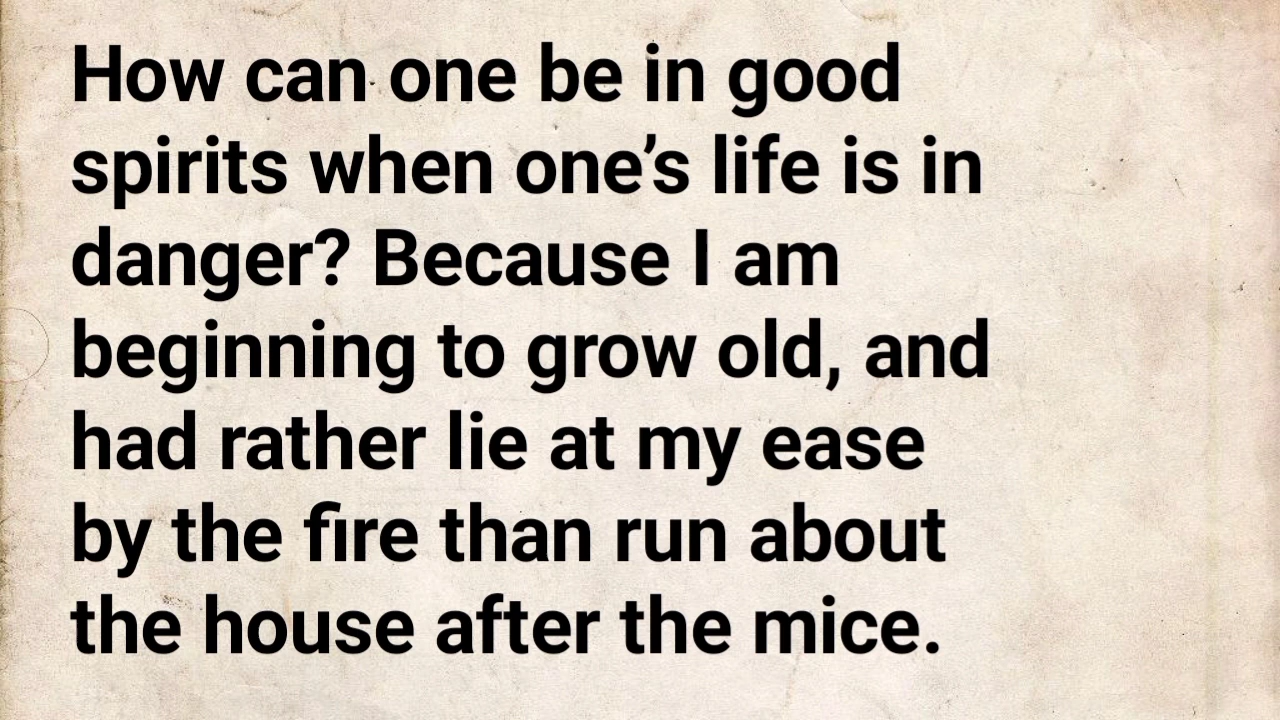 How can one be in good
spirits when one’s life is in
danger? Because I am
beginning to grow old, and
had rather lie at my ease
by the fire than run about
the house after the mice.